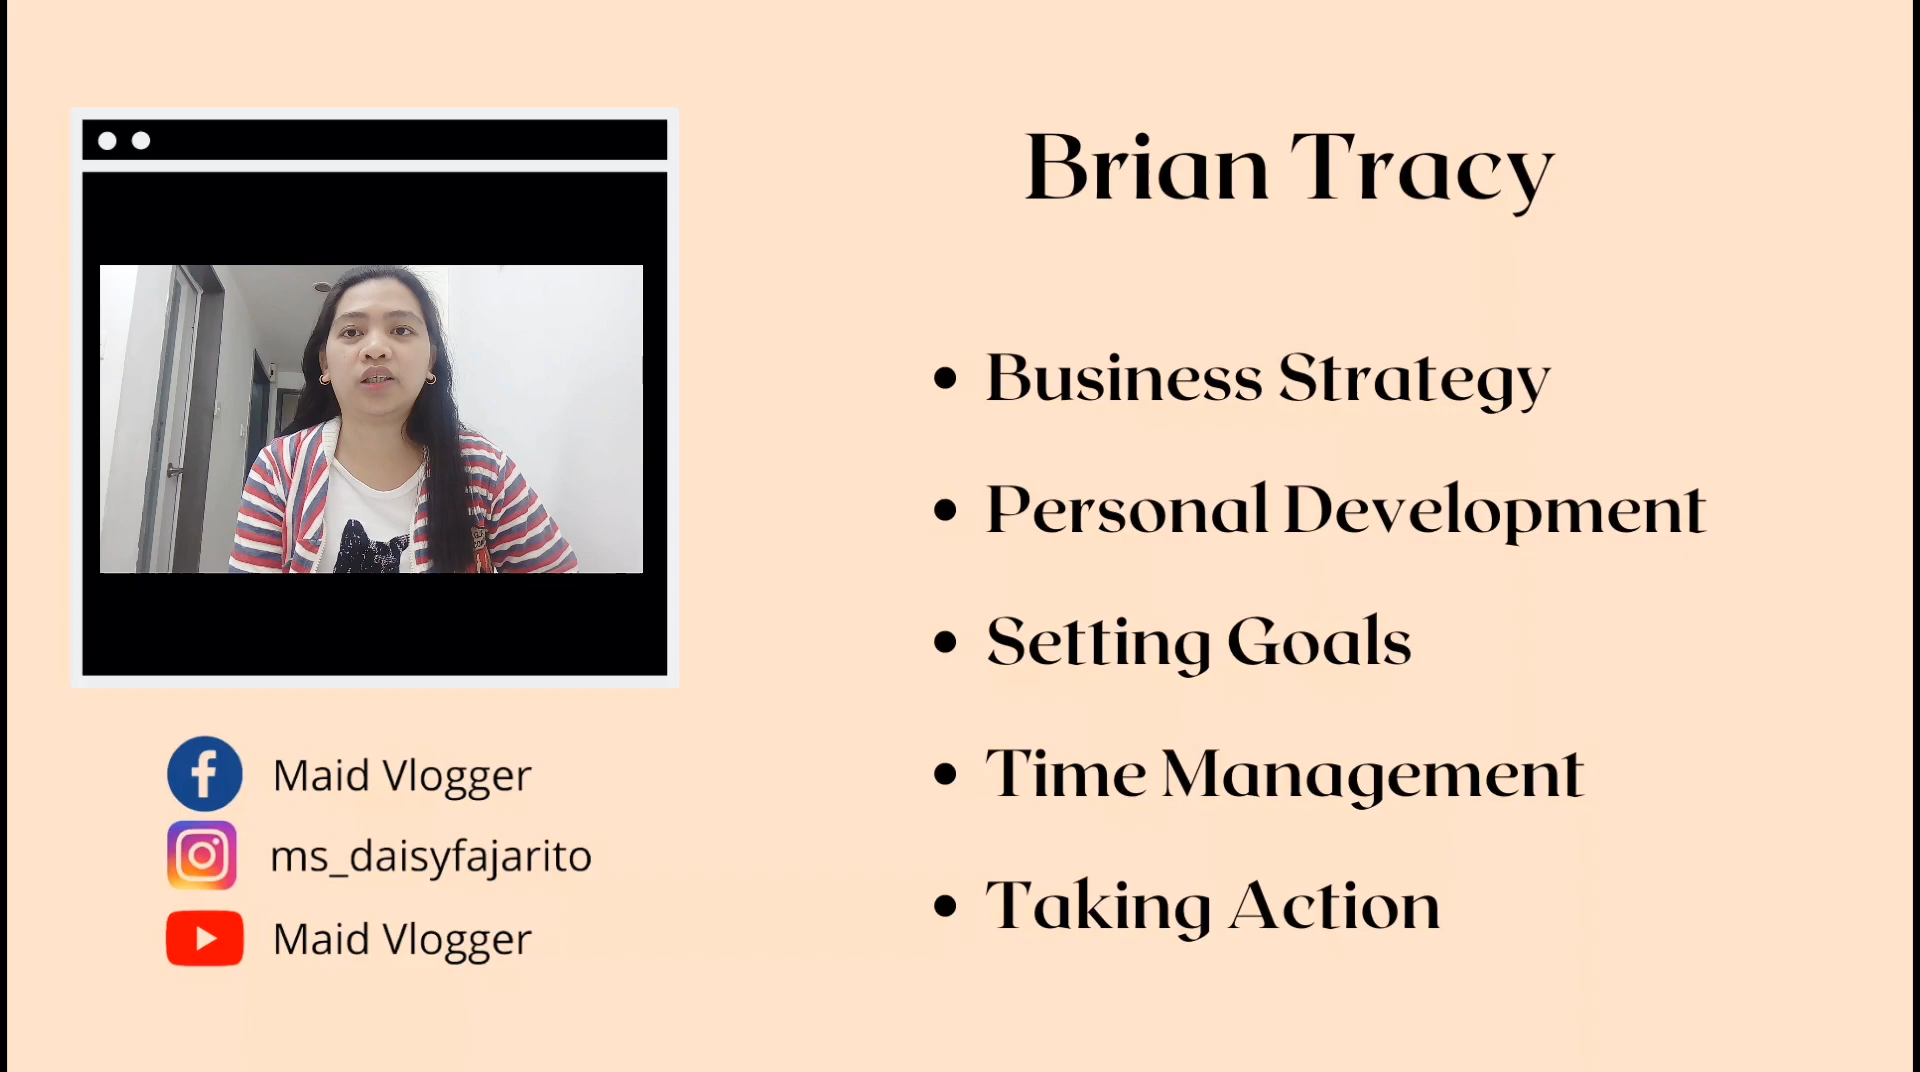 Brian Tracy
Business Strategy
Personal Development
Setting Goals
Time Management
Taking Action
Maid Vlogger
ms_daisyfajarito
Maid Vlogger